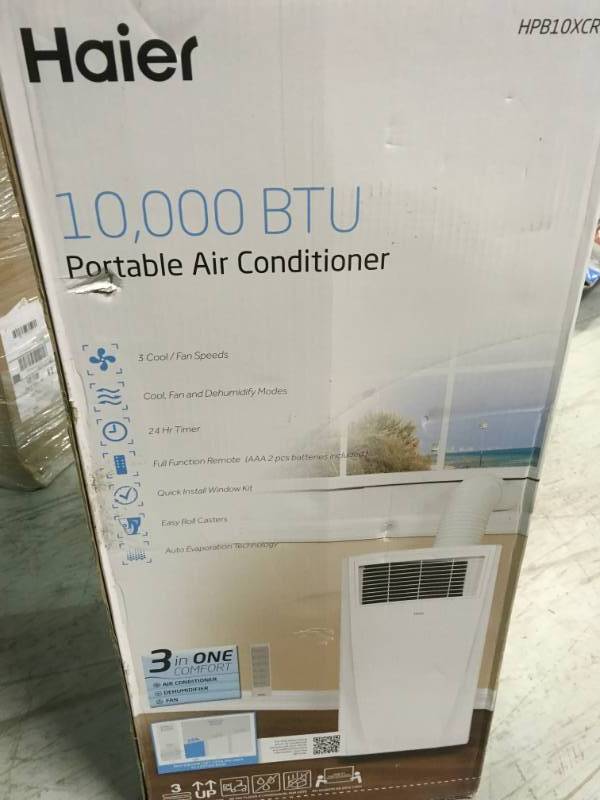 Haier
HPB10XCR
10,000 BTU
Portable Air Conditioner
3 Cool / Fan Speeds
Cool, Fan and Dehumidify Modes
24 Hr Timer
Full Function Remote (AAA 2 pcs batteries included)
Quick Install Window Kit
Easy Roll Casters
Auto Evaporation Technology
3 in ONE
COMFORT
AIR CONDITIONER
DEHUMIDIFIER
FAN
3
UP